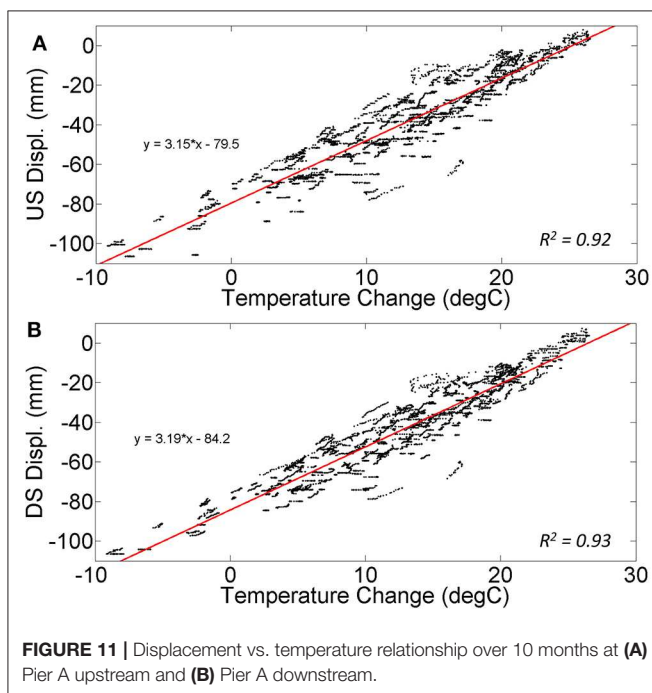 A
US Displ. (mm)
0
-20
-40
-60
-80
-100
y = 3.15*x - 79.5
R² = 0.92
-10 0 10 20 30
Temperature Change (degC)
B
DS Displ. (mm)
0
-20
-40
-60
-80
-100
y = 3.19*x - 84.2
R² = 0.93
-10 0 10 20 30
Temperature Change (degC)
FIGURE 11 | Displacement vs. temperature relationship over 10 months at (A)
Pier A upstream and (B) Pier A downstream.